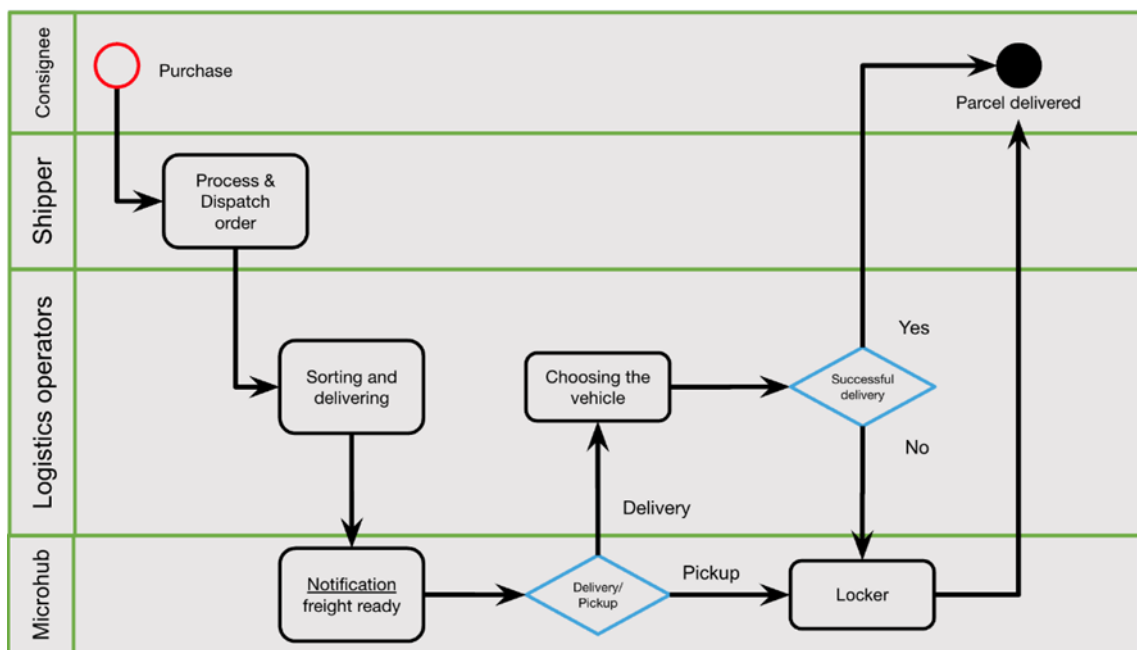 Consignee
Purchase
Parcel delivered
Shipper
Process &
Dispatch
order
Logistics operators
Sorting and
delivering
Choosing the
vehicle
Successful
delivery
Yes
No
Delivery
Microhub
Notification
freight ready
Delivery/
Pickup
Pickup
Locker